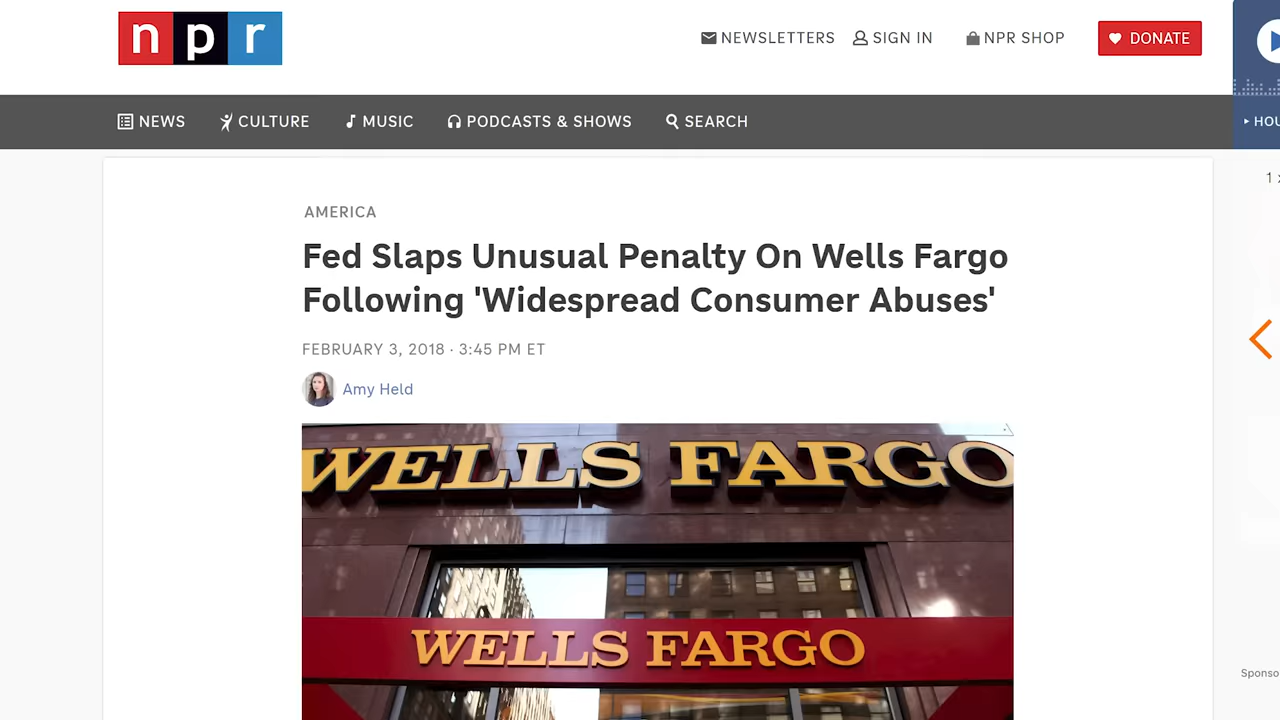 npr
NEWSLETTERS SIGN IN NPR SHOP DONATE
NEWS CULTURE MUSIC PODCASTS & SHOWS SEARCH
AMERICA
Fed Slaps Unusual Penalty On Wells Fargo
Following 'Widespread Consumer Abuses'
FEBRUARY 3, 2018 · 3:45 PM ET
Amy Held
WELLS FARGO
WELLS FARGO